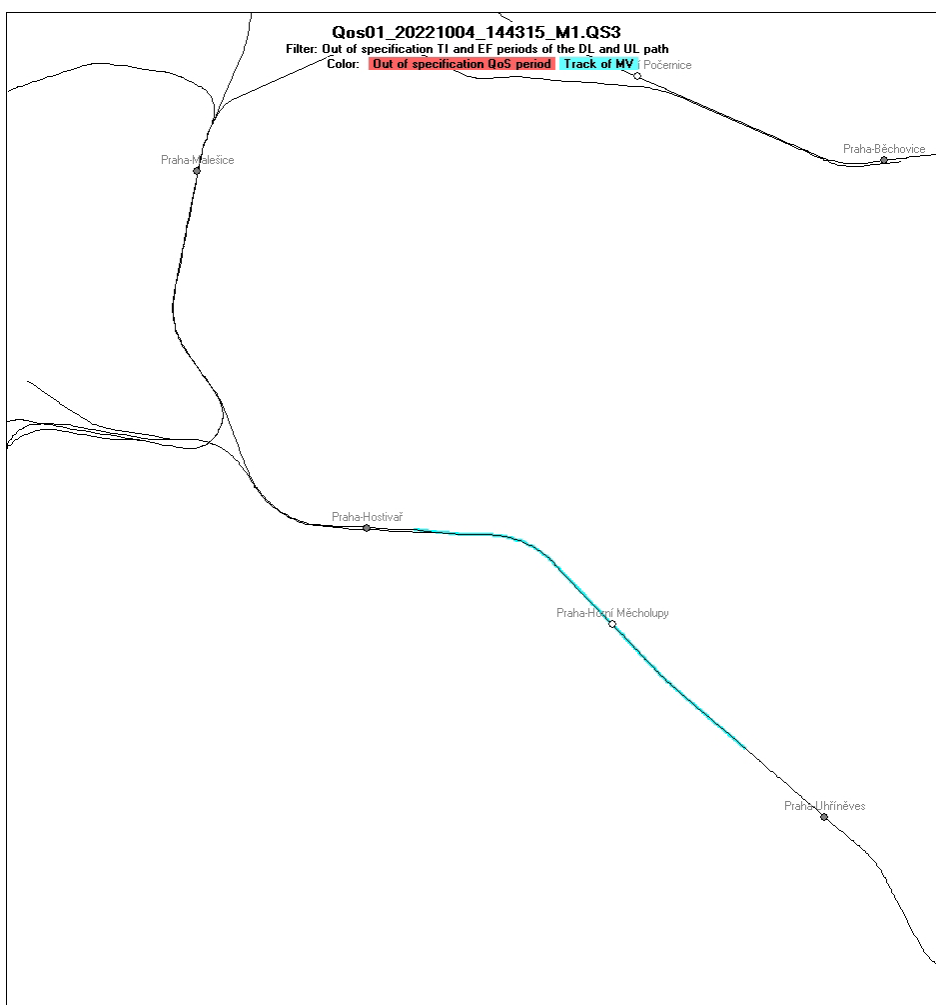 Qos01_20221004_144315_M1.QS3
Filter: Out of specification TI and EF periods of the DL and UL path
Color: Out of specification QoS period Track of MV
Počernice
Praha-Běchovice
Praha-Malešice
Praha-Hostivař
Praha-Horní Měcholupy
Praha-Uhříněves